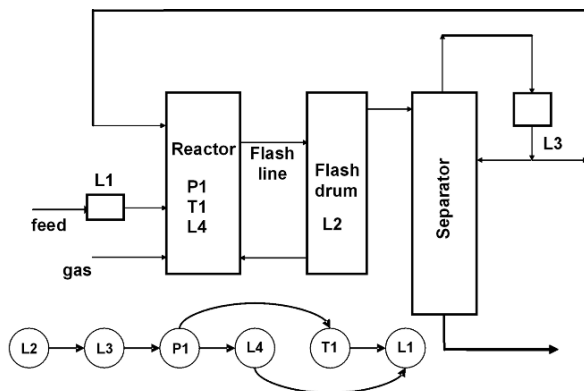 Reactor
P1
T1
L4
Flash
line
Flash
drum
L2
Separator
L3
L1
feed
gas
L2
L3
P1
L4
T1
L1